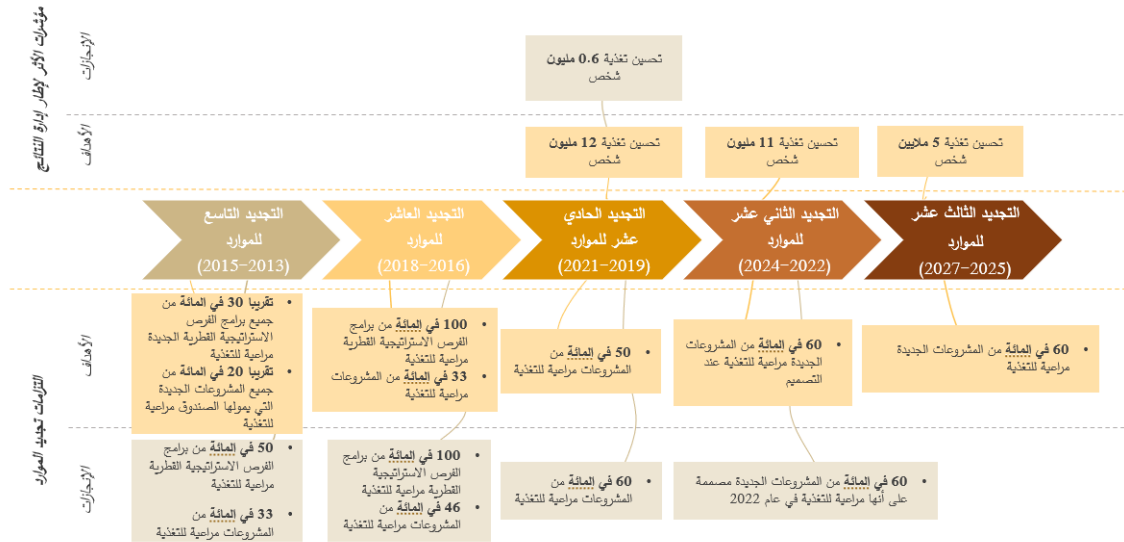 مؤشرات الأثر لإطار إدارة النتائج
الإنجازات
تحسين تغذية 0.6 مليون
شخص
الأهداف
تحسين تغذية 12 مليون
شخص
تحسين تغذية 11 مليون
شخص
تحسين تغذية 5 ملايين
شخص
التجديد التاسع
للموارد
(2013–2015)
التجديد العاشر
للموارد
(2016–2018)
التجديد الحادي
عشر للموارد
(2019–2021)
التجديد الثاني عشر
للموارد
(2022–2024)
التجديد الثالث عشر
للموارد
(2025–2027)
التزامات تجديد الموارد
الأهداف
• تقريبا 30 في المائة من
جميع برامج الفرص
الاستراتيجية القطرية الجديدة
مراعية للتغذية
• تقريبا 20 في المائة من
جميع المشروعات الجديدة
التي يمولها الصندوق مراعية
للتغذية
• 100 في المائة من برامج
الفرص الاستراتيجية القطرية
مراعية للتغذية
• 33 في المائة من المشروعات
مراعية للتغذية
• 50 في المائة من
المشروعات مراعية للتغذية
• 60 في المائة من المشروعات
الجديدة مراعية للتغذية عند
التصميم
• 60 في المائة من المشروعات الجديدة
مراعية للتغذية
الإنجازات
• 50 في المائة من برامج
الفرص الاستراتيجية القطرية
مراعية للتغذية
• 33 في المائة من
المشروعات مراعية للتغذية
• 100 في المائة من برامج
الفرص الاستراتيجية
القطرية مراعية للتغذية
• 46 في المائة من
المشروعات مراعية للتغذية
• 60 في المائة من
المشروعات مراعية للتغذية
• 60 في المائة من المشروعات الجديدة مصممة
على أنها مراعية للتغذية في عام 2022